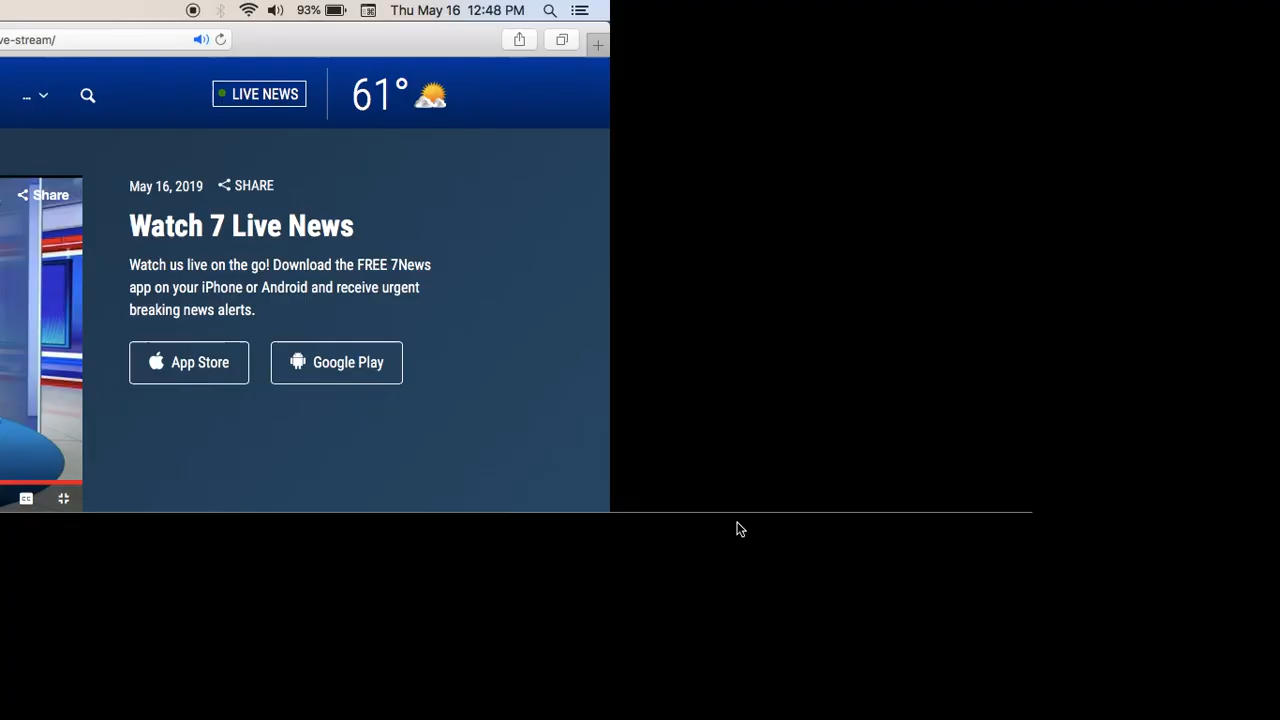 93% Thu May 16 12:48 PM
ve-stream/
... LIVE NEWS 61°
May 16, 2019 SHARE
Share
Watch 7 Live News
Watch us live on the go! Download the FREE 7News
app on your iPhone or Android and receive urgent
breaking news alerts.
App Store Google Play
CC